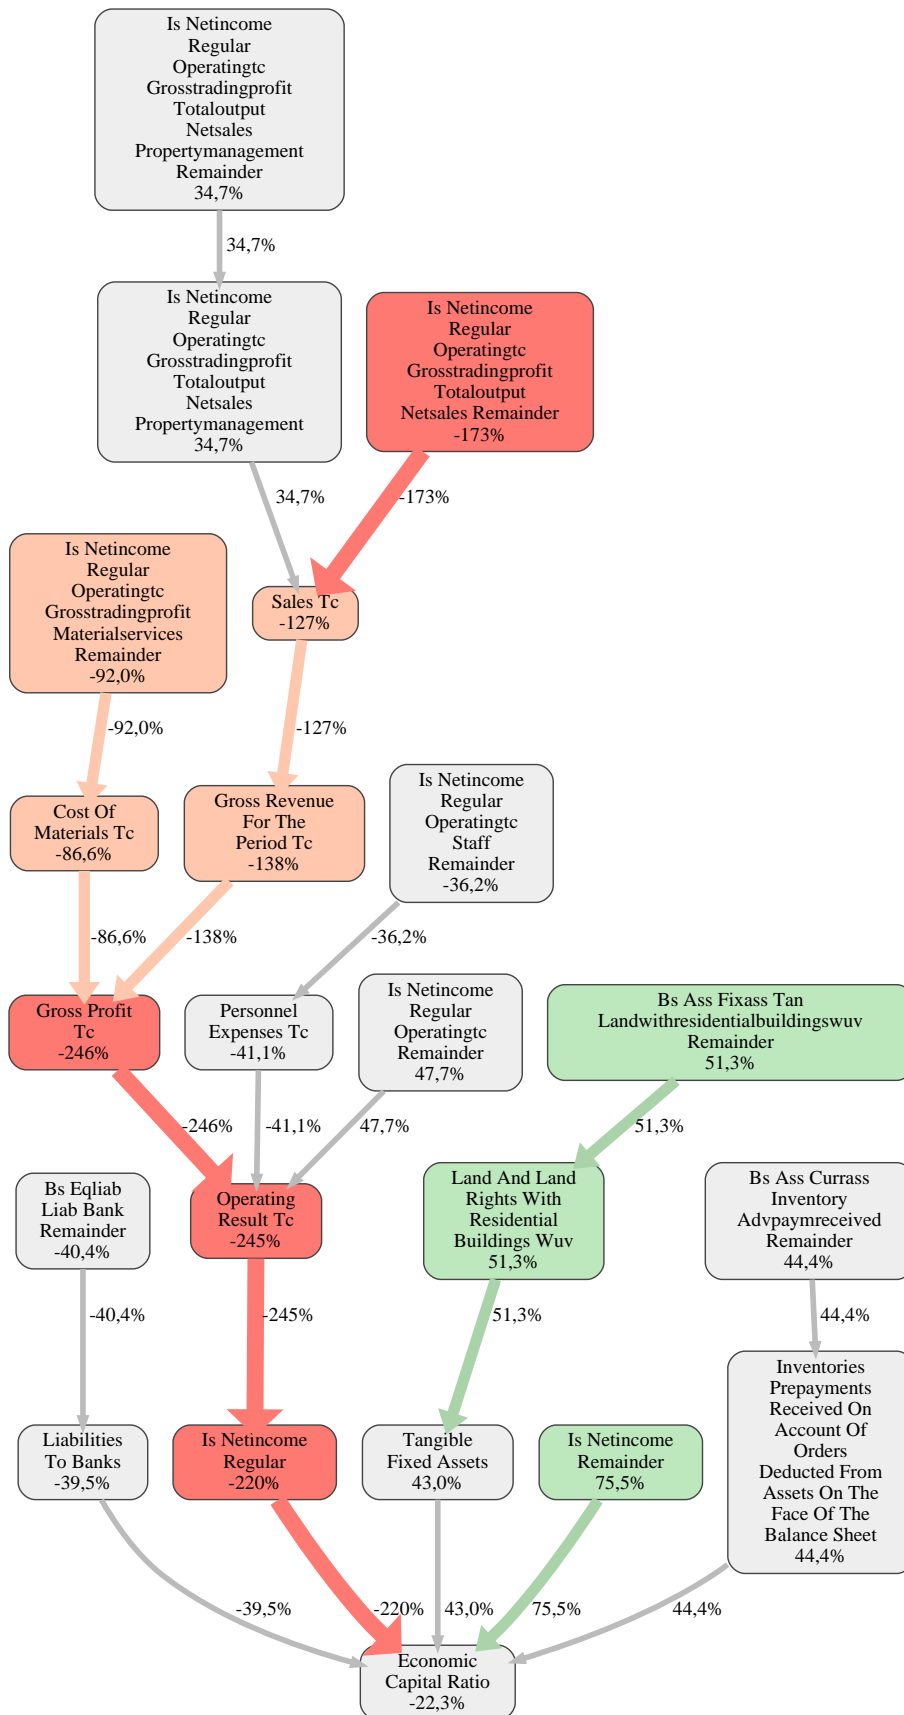 Is Netincome
Regular
Operatingtc
Grosstradingprofit
Totaloutput
Netsales
Propertymanagement
Remainder
34,7%
34,7%
Is Netincome
Regular
Operatingtc
Grosstradingprofit
Totaloutput
Netsales
Propertymanagement
34,7%
Is Netincome
Regular
Operatingtc
Grosstradingprofit
Totaloutput
Netsales Remainder
-173%
34,7%
-173%
Is Netincome
Regular
Operatingtc
Grosstradingprofit
Materialservices
Remainder
-92,0%
Sales Tc
-127%
-92,0%
-127%
Cost Of
Materials Tc
-86,6%
Gross Revenue
For The
Period Tc
-138%
Is Netincome
Regular
Operatingtc
Staff
Remainder
-36,2%
-86,6%
-138%
-36,2%
Gross Profit
Tc
-246%
Personnel
Expenses Tc
-41,1%
Is Netincome
Regular
Operatingtc
Remainder
47,7%
Bs Ass Fixass Tan
Landwithresidentialbuildingswuv
Remainder
51,3%
-246%
-41,1%
47,7%
51,3%
Bs Eqliab
Liab Bank
Remainder
-40,4%
Operating
Result Tc
-245%
Land And Land
Rights With
Residential
Buildings Wuv
51,3%
Bs Ass Currass
Inventory
Advpaymreceived
Remainder
44,4%
-40,4%
-245%
51,3%
44,4%
Liabilities
To Banks
-39,5%
Is Netincome
Regular
-220%
Tangible
Fixed Assets
43,0%
Is Netincome
Remainder
75,5%
Inventories
Prepayments
Received On
Account Of
Orders
Deducted From
Assets On The
Face Of The
Balance Sheet
44,4%
-39,5%
-220%
43,0%
75,5%
44,4%
Economic
Capital Ratio
-22,3%